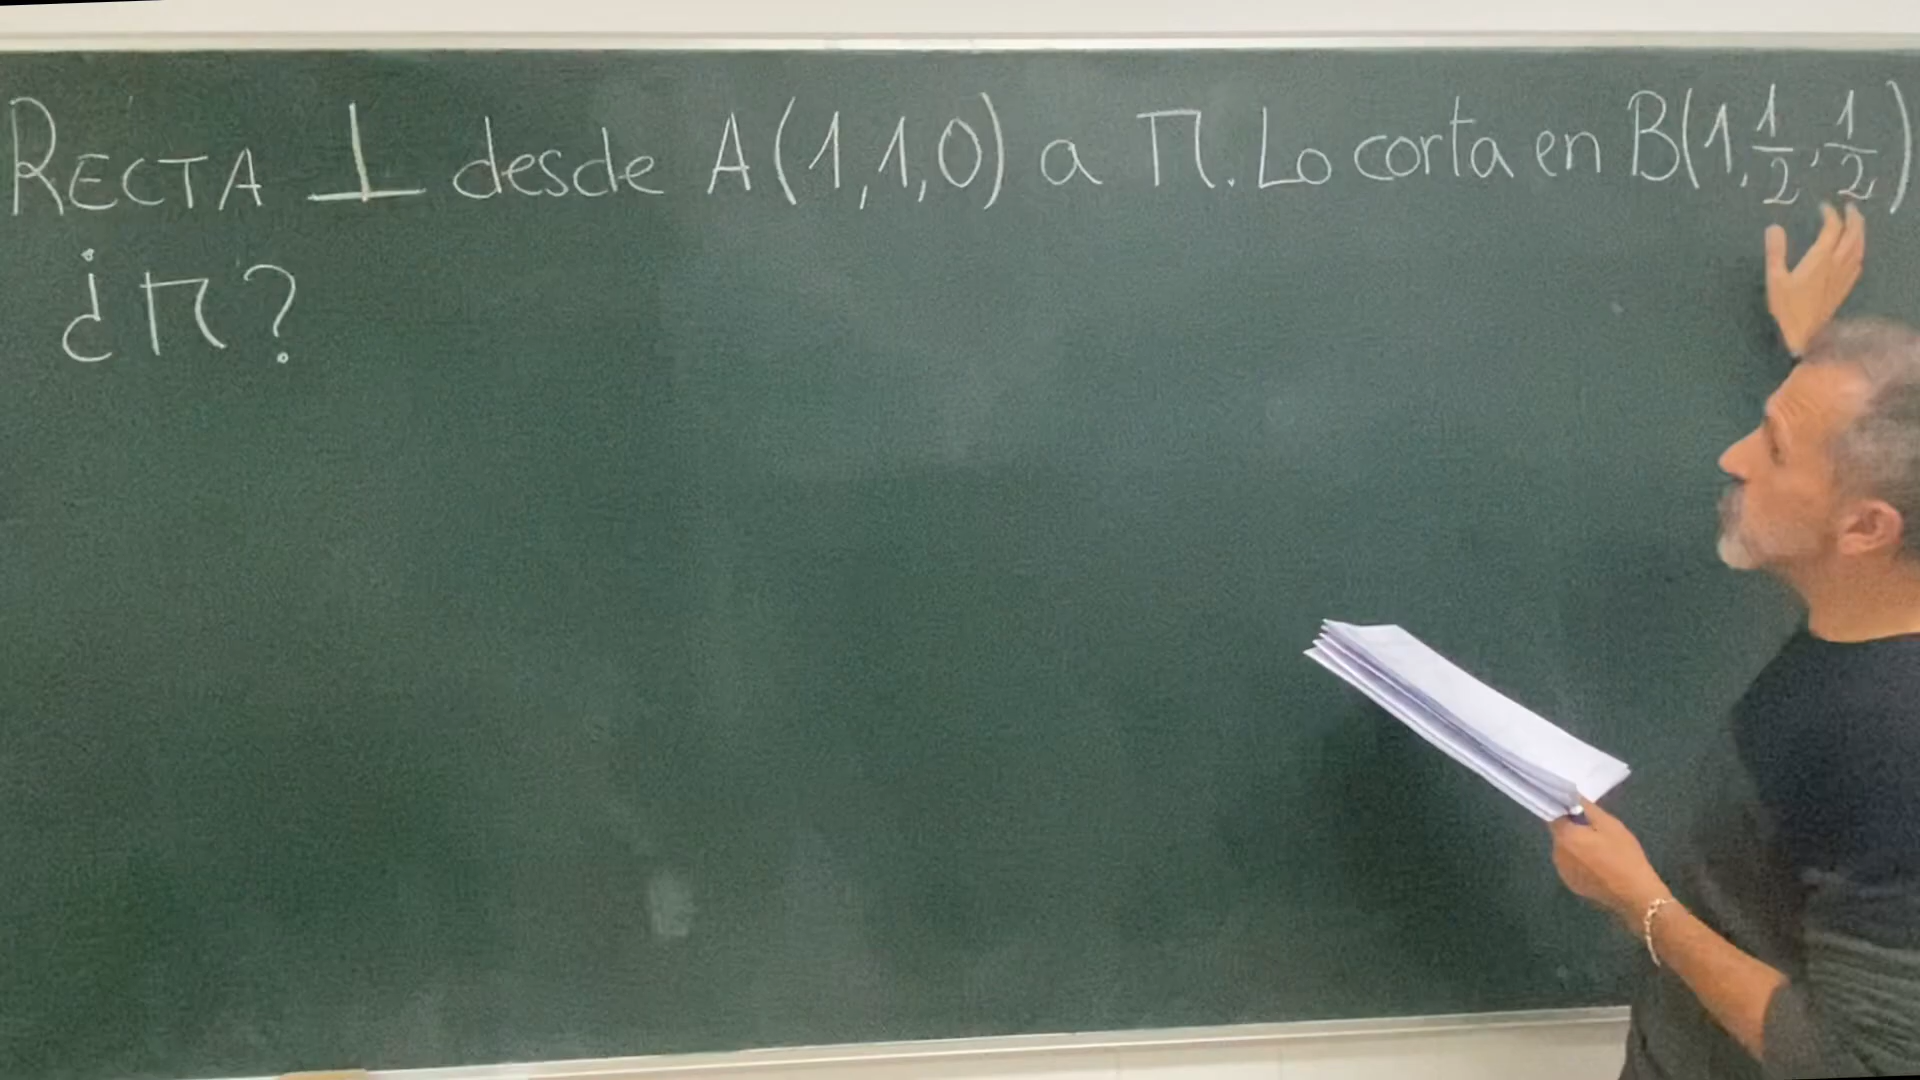 RECTA ⊥ desde A(1,1,0) a π. Lo corta en B(1,1/2,1/2)
¿π?